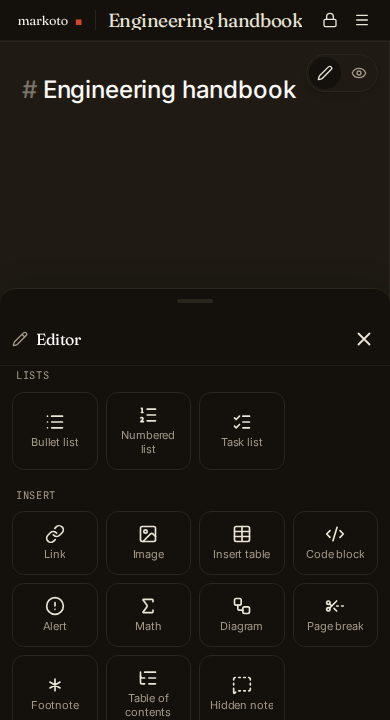 markoto
Engineering handbook
# Engineering handbook
Editor
LISTS
Bullet list
Numbered list
Task list
INSERT
Link
Image
Insert table
Code block
Alert
Math
Diagram
Page break
Footnote
Table of contents
Hidden note